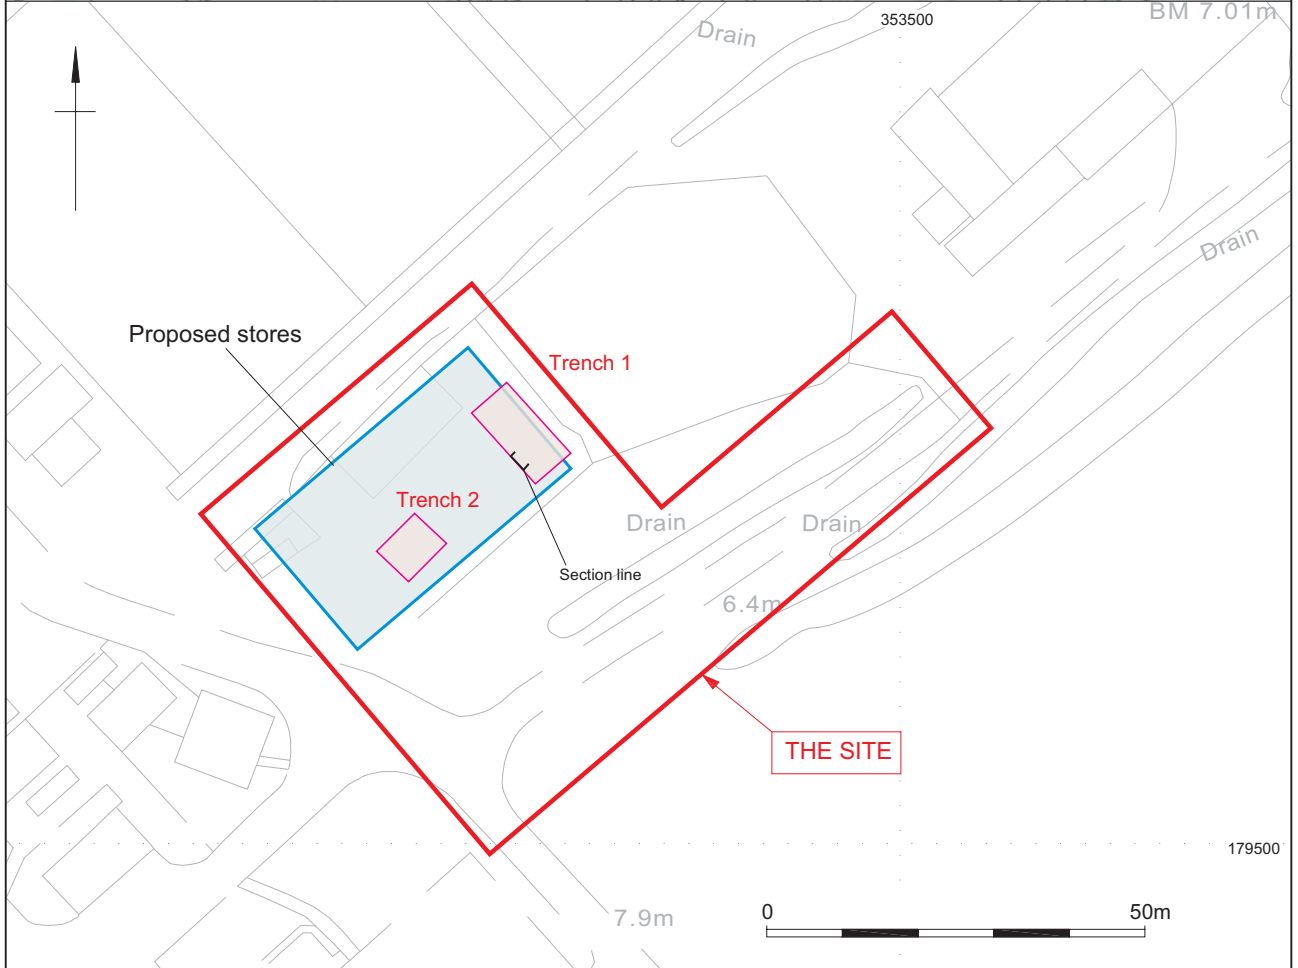 BM 7.01m
353500
Drain
Drain
Proposed stores
Trench 1
Trench 2
Drain
Drain
Section line
6.4m
THE SITE
179500
7.9m
0
50m